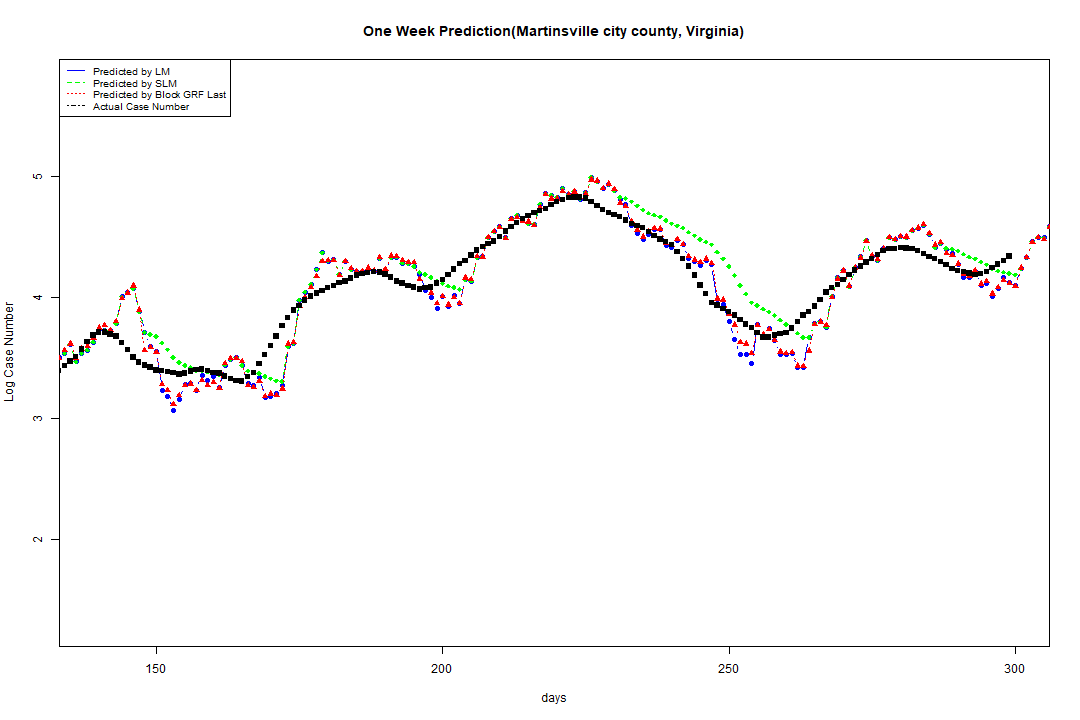 One Week Prediction(Martinsville city county, Virginia)
Predicted by LM
Predicted by SLM
Predicted by Block GRF Last
Actual Case Number
5
4
3
2
Log Case Number
150
200
250
300
days